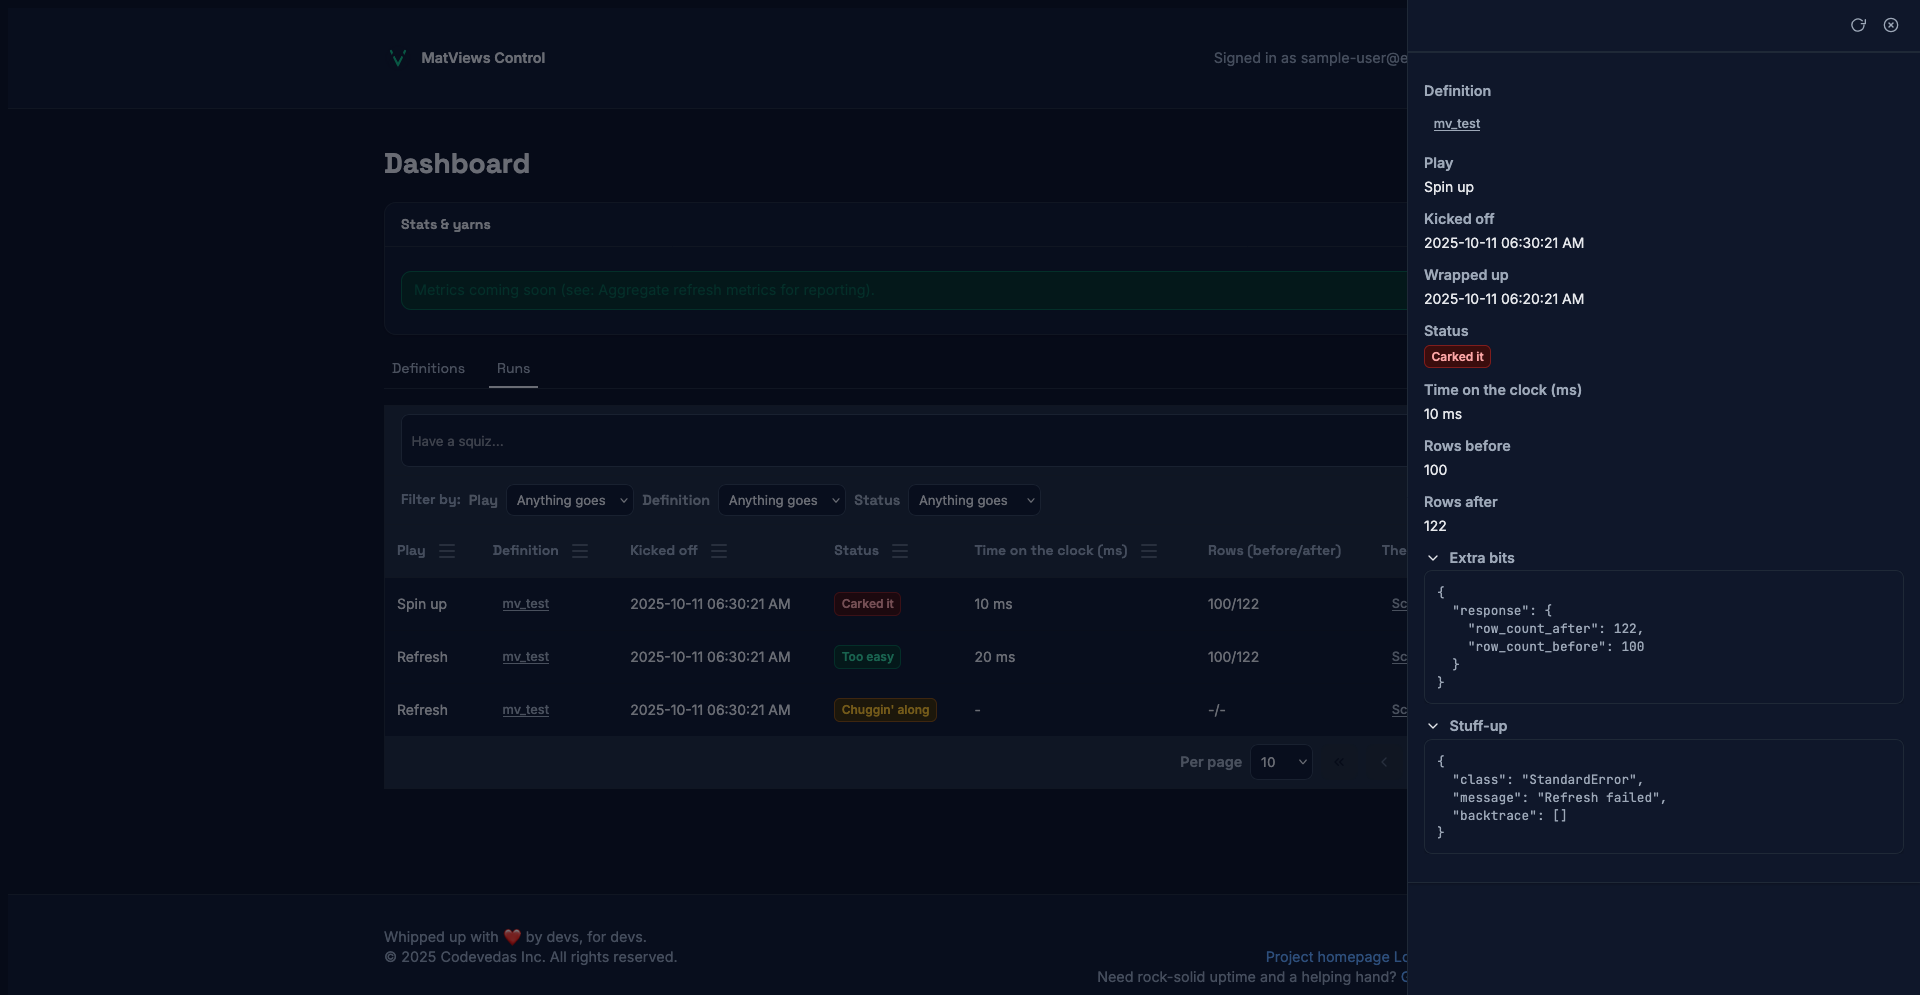 MatViews Control
Signed in as sample-user@e
Dashboard
Stats & yarns
Metrics coming soon (see: Aggregate refresh metrics for reporting).
Definitions Runs
Have a squiz...
Filter by: Play Anything goes Definition Anything goes Status Anything goes
Play Definition Kicked off Status Time on the clock (ms) Rows (before/after) The
Spin up mv_test 2025-10-11 06:30:21 AM Carked it 10 ms 100/122 Sc
Refresh mv_test 2025-10-11 06:30:21 AM Too easy 20 ms 100/122 Sc
Refresh mv_test 2025-10-11 06:30:21 AM Chuggin' along - -/- Sc
Per page 10 « ‹
Whipped up with ❤️ by devs, for devs.
© 2025 Codevedas Inc. All rights reserved.
Project homepage Lo
Need rock-solid uptime and a helping hand? G
Definition
mv_test
Play
Spin up
Kicked off
2025-10-11 06:30:21 AM
Wrapped up
2025-10-11 06:20:21 AM
Status
Carked it
Time on the clock (ms)
10 ms
Rows before
100
Rows after
122
Extra bits
{
"response": {
"row_count_after": 122,
"row_count_before": 100
}
}
Stuff-up
{
"class": "StandardError",
"message": "Refresh failed",
"backtrace": []
}